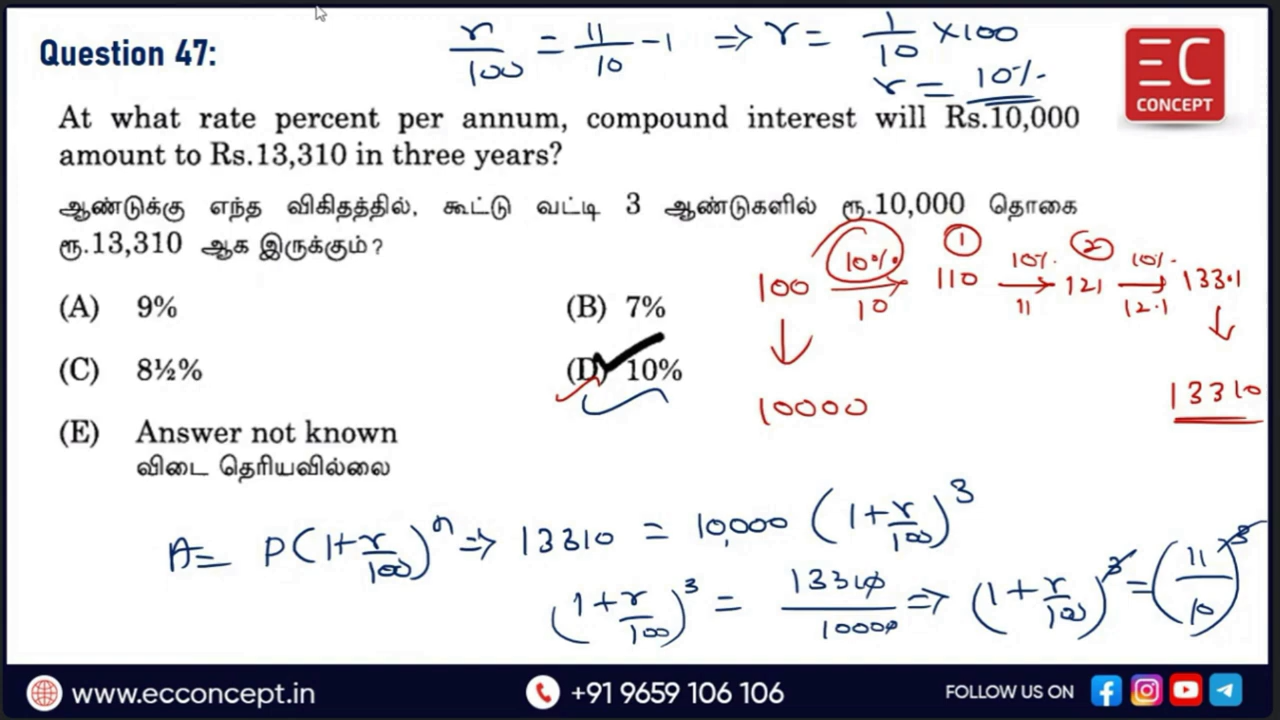 Question 47:
r/100 = 11/10 - 1 ⇒ r = 1/10 × 100
r = 10%
EC
CONCEPT
At what rate percent per annum, compound interest will Rs.10,000
amount to Rs.13,310 in three years?
ஆண்டுக்கு எந்த விகிதத்தில், கூட்டு வட்டி 3 ஆண்டுகளில் ரூ.10,000 தொகை
ரூ.13,310 ஆக இருக்கும்?
(A) 9% (B) 7%
(C) 8½% (D) 10%
(E) Answer not known
விடை தெரியவில்லை
10% ① 10% ② 10%
100 → 110 → 121 → 133.1
10 11 12.1
10000 13310
A = P(1+r/100)^n ⇒ 13310 = 10,000 (1+r/100)^3
(1+r/100)^3 = 13310/10000 ⇒ (1+r/100)^3 = (11/10)^3
www.ecconcept.in +91 9659 106 106 FOLLOW US ON